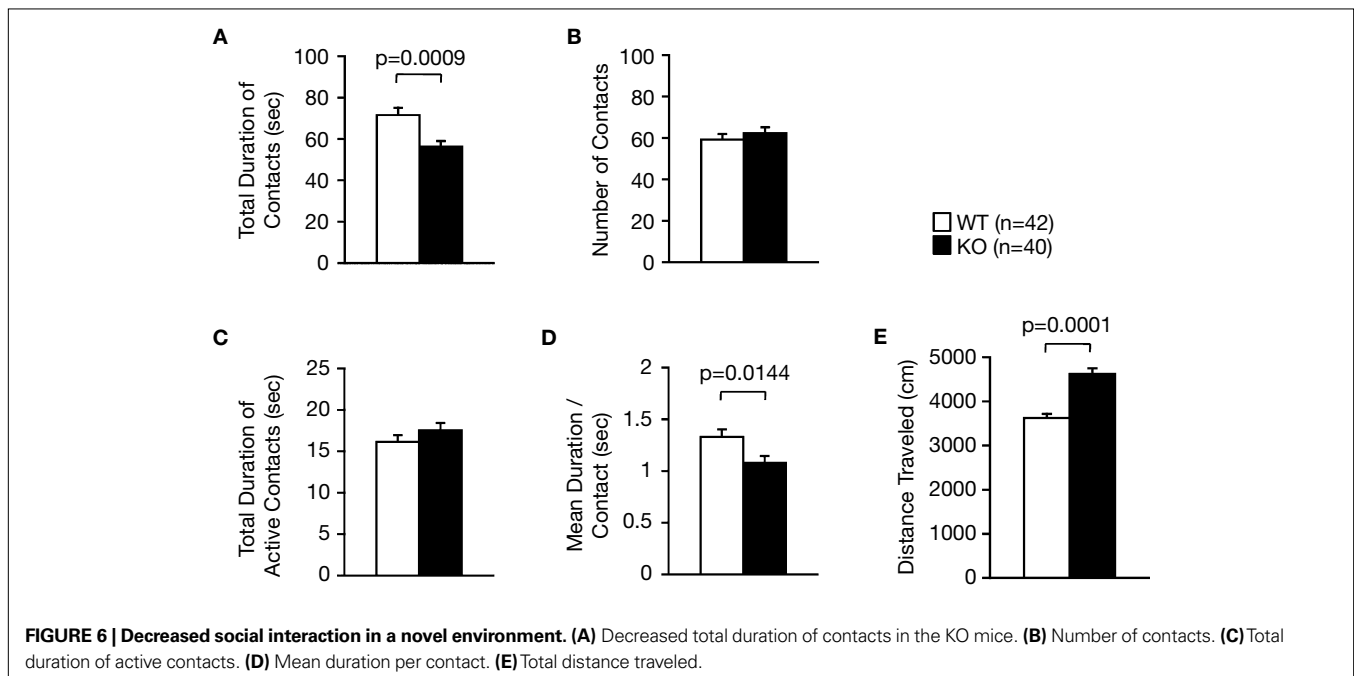 A
Total Duration of
Contacts (sec)
100
80
60
40
20
0
p=0.0009
B
Number of Contacts
100
80
60
40
20
0
WT (n=42)
KO (n=40)
C
Total Duration of
Active Contacts (sec)
25
20
15
10
5
0
D
Mean Duration /
Contact (sec)
2
1.5
1
0.5
0
p=0.0144
E
Distance Traveled (cm)
5000
4000
3000
2000
1000
0
p=0.0001
FIGURE 6 | Decreased social interaction in a novel environment. (A) Decreased total duration of contacts in the KO mice. (B) Number of contacts. (C) Total
duration of active contacts. (D) Mean duration per contact. (E) Total distance traveled.